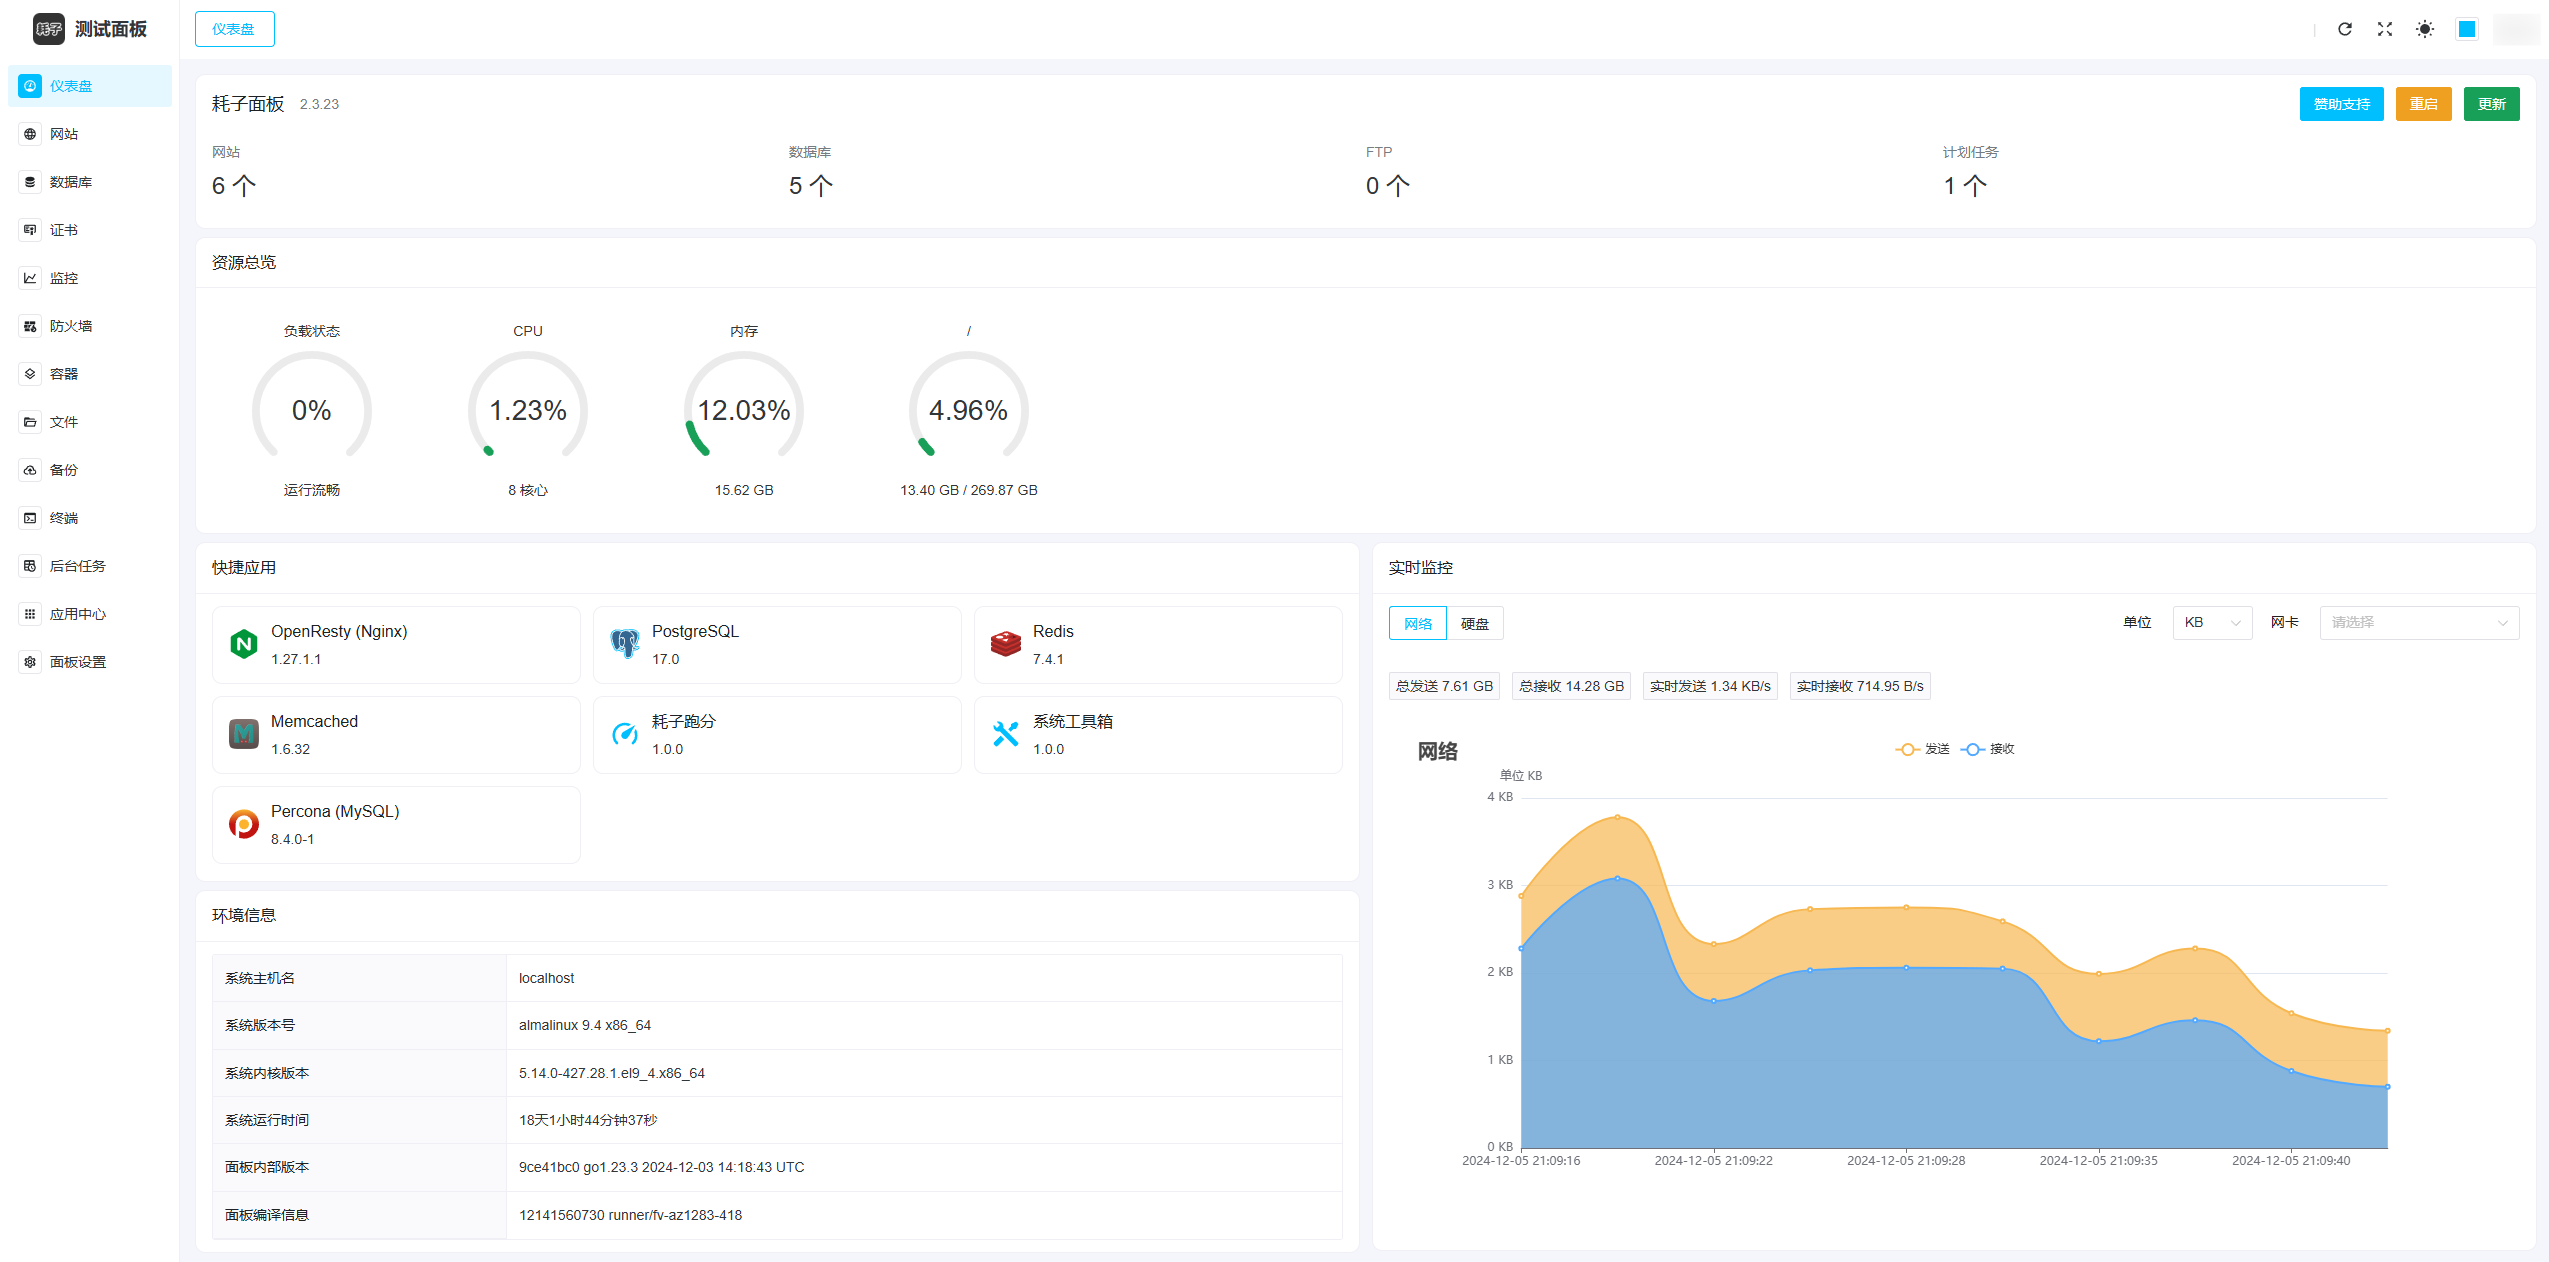 耗子 测试面板
仪表盘
网站
数据库
证书
监控
防火墙
容器
文件
备份
终端
后台任务
应用中心
面板设置
仪表盘
耗子面板 2.3.23
赞助支持 重启 更新
网站 数据库 FTP 计划任务
6 个 5 个 0 个 1 个
资源总览
负载状态 CPU 内存 /
0% 1.23% 12.03% 4.96%
运行流畅 8 核心 15.62 GB 13.40 GB / 269.87 GB
快捷应用
OpenResty (Nginx)
1.27.1.1
PostgreSQL
17.0
Redis
7.4.1
Memcached
1.6.32
耗子跑分
1.0.0
系统工具箱
1.0.0
Percona (MySQL)
8.4.0-1
环境信息
系统主机名 localhost
系统版本号 almalinux 9.4 x86_64
系统内核版本 5.14.0-427.28.1.el9_4.x86_64
系统运行时间 18天1小时44分钟37秒
面板内部版本 9ce41bc0 go1.23.3 2024-12-03 14:18:43 UTC
面板编译信息 12141560730 runner/fv-az1283-418
实时监控
网络 硬盘 单位 KB 网卡 请选择
总发送 7.61 GB 总接收 14.28 GB 实时发送 1.34 KB/s 实时接收 714.95 B/s
网络 发送 接收
单位 KB
4 KB
3 KB
2 KB
1 KB
0 KB
2024-12-05 21:09:16 2024-12-05 21:09:22 2024-12-05 21:09:28 2024-12-05 21:09:35 2024-12-05 21:09:40